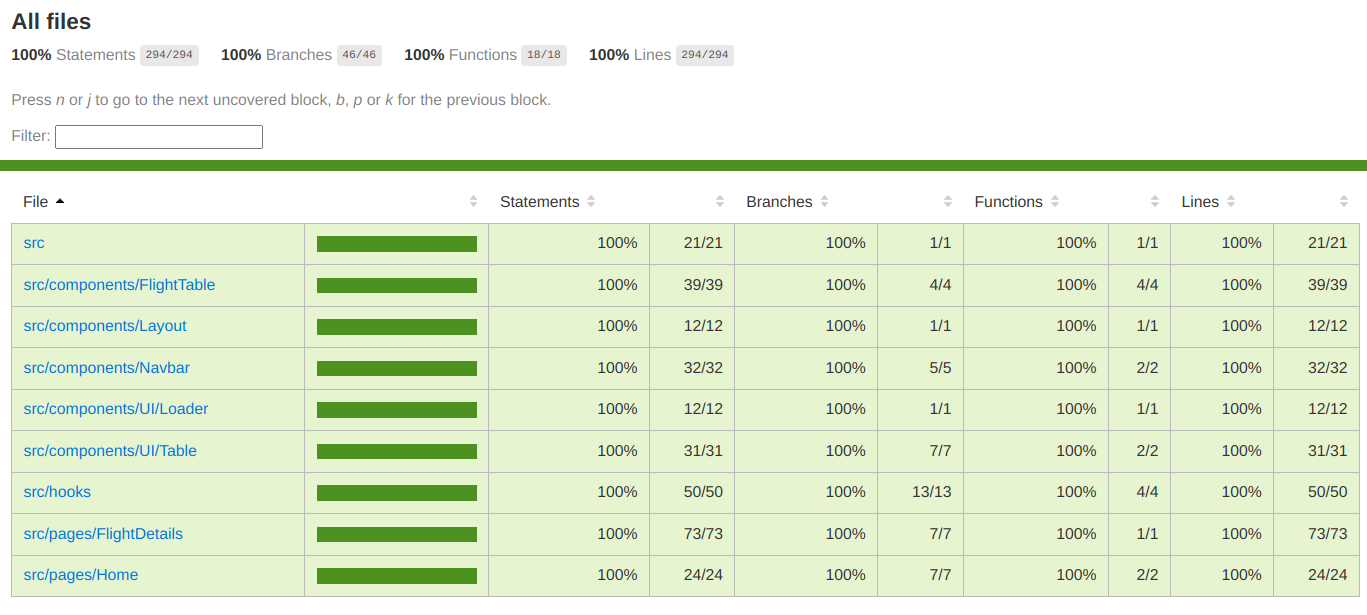 All files
100% Statements 294/294 100% Branches 46/46 100% Functions 18/18 100% Lines 294/294
Press n or j to go to the next uncovered block, b, p or k for the previous block.
Filter:
File Statements Branches Functions Lines
src 100% 21/21 100% 1/1 100% 1/1 100% 21/21
src/components/FlightTable 100% 39/39 100% 4/4 100% 4/4 100% 39/39
src/components/Layout 100% 12/12 100% 1/1 100% 1/1 100% 12/12
src/components/Navbar 100% 32/32 100% 5/5 100% 2/2 100% 32/32
src/components/UI/Loader 100% 12/12 100% 1/1 100% 1/1 100% 12/12
src/components/UI/Table 100% 31/31 100% 7/7 100% 2/2 100% 31/31
src/hooks 100% 50/50 100% 13/13 100% 4/4 100% 50/50
src/pages/FlightDetails 100% 73/73 100% 7/7 100% 1/1 100% 73/73
src/pages/Home 100% 24/24 100% 7/7 100% 2/2 100% 24/24